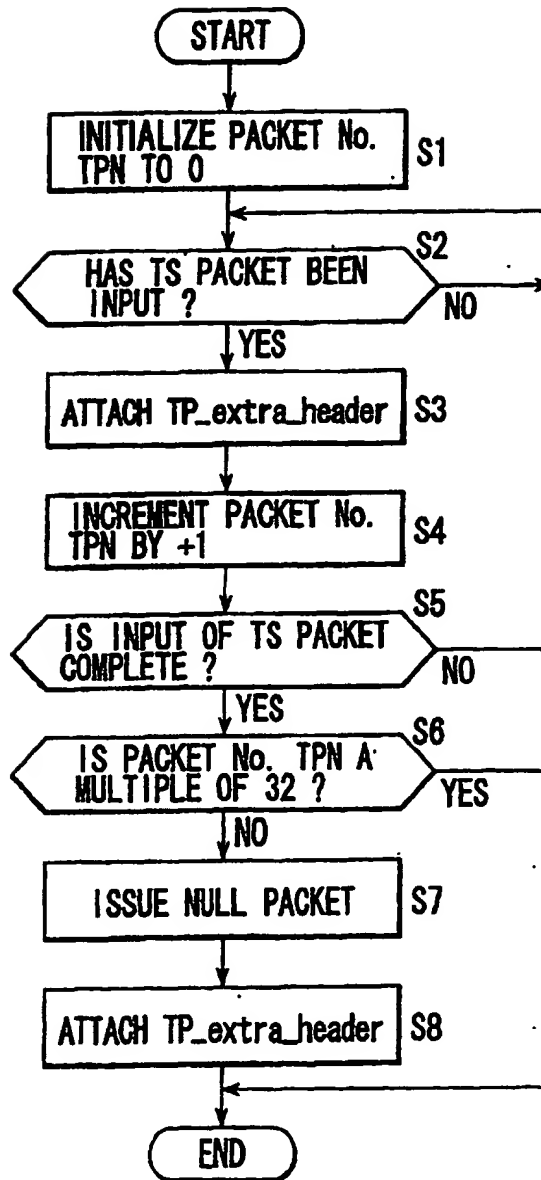 START
INITIALIZE PACKET No.
TPN TO 0
S1
S2
HAS TS PACKET BEEN
INPUT ?
NO
YES
ATTACH TP_extra_header
S3
INCREMENT PACKET No.
TPN BY +1
S4
S5
IS INPUT OF TS PACKET
COMPLETE ?
NO
YES
S6
IS PACKET No. TPN A
MULTIPLE OF 32 ?
YES
NO
ISSUE NULL PACKET
S7
ATTACH TP_extra_header
S8
END